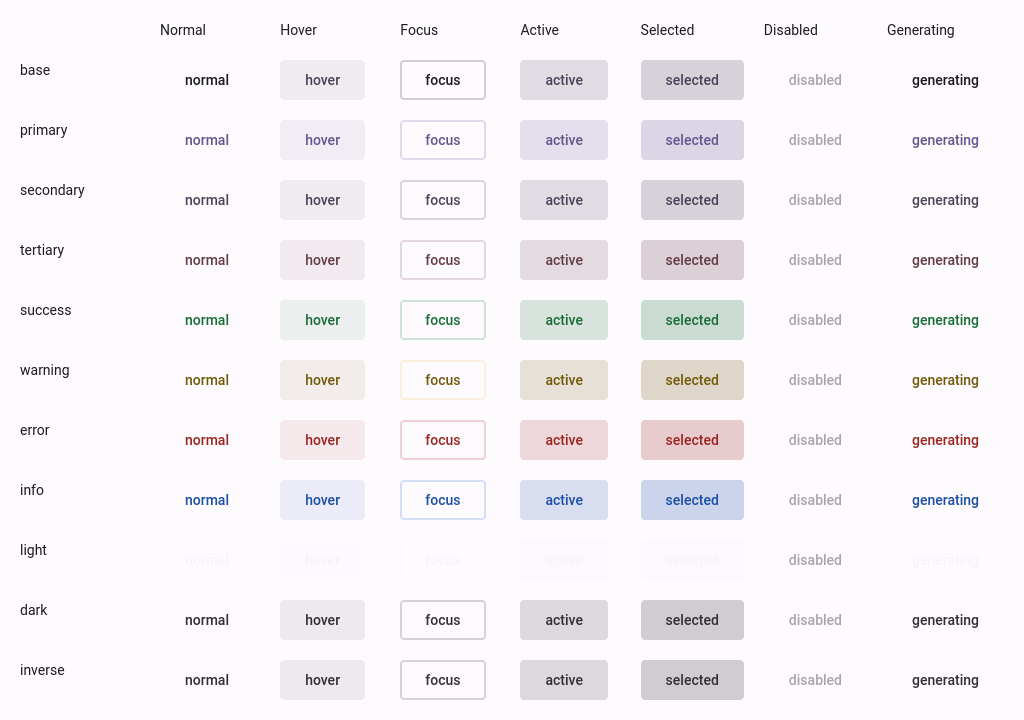 Normal Hover Focus Active Selected Disabled Generating
base normal hover focus active selected disabled generating
primary normal hover focus active selected disabled generating
secondary normal hover focus active selected disabled generating
tertiary normal hover focus active selected disabled generating
success normal hover focus active selected disabled generating
warning normal hover focus active selected disabled generating
error normal hover focus active selected disabled generating
info normal hover focus active selected disabled generating
light normal hover focus active selected disabled generating
dark normal hover focus active selected disabled generating
inverse normal hover focus active selected disabled generating